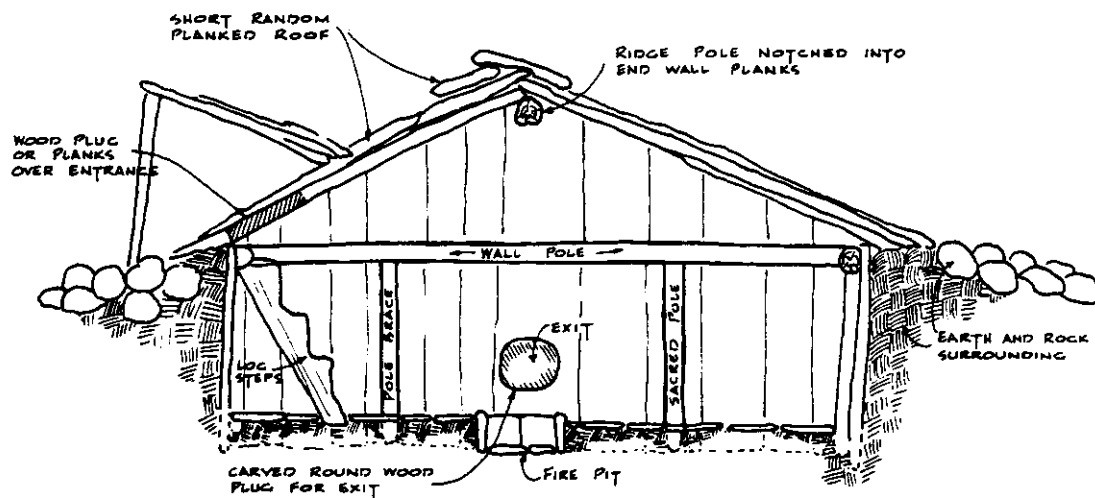 SHORT RANDOM
PLANKED ROOF
RIDGE POLE NOTCHED INTO
END WALL PLANKS
WOOD PLUG
OR PLANKS
OVER ENTRANCE
WALL POLE
POLE BRACE
SACRED POLE
EXIT
LOG
STEPS
EARTH AND ROCK
SURROUNDING
CARVED ROUND WOOD
PLUG FOR EXIT
FIRE PIT